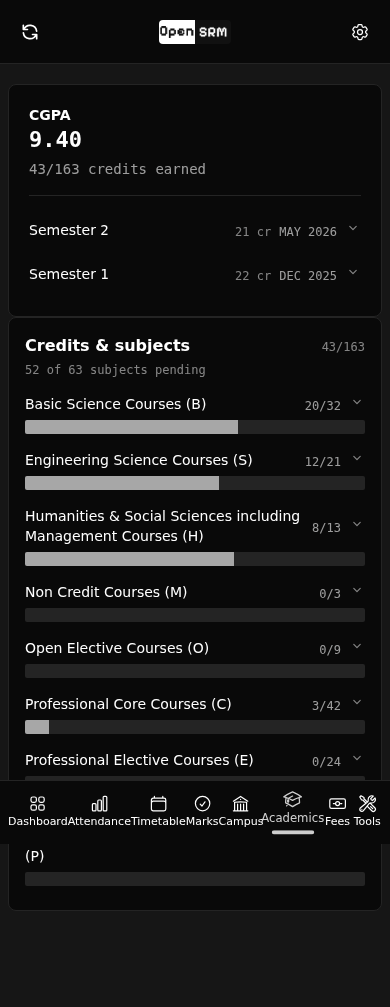 Open SRM
CGPA
9.40
43/163 credits earned
Semester 2 21 cr MAY 2026
Semester 1 22 cr DEC 2025
Credits & subjects 43/163
52 of 63 subjects pending
Basic Science Courses (B) 20/32
Engineering Science Courses (S) 12/21
Humanities & Social Sciences including
Management Courses (H) 8/13
Non Credit Courses (M) 0/3
Open Elective Courses (O) 0/9
Professional Core Courses (C) 3/42
Professional Elective Courses (E) 0/24
Dashboard Attendance Timetable Marks Campus Academics Fees Tools
(P)